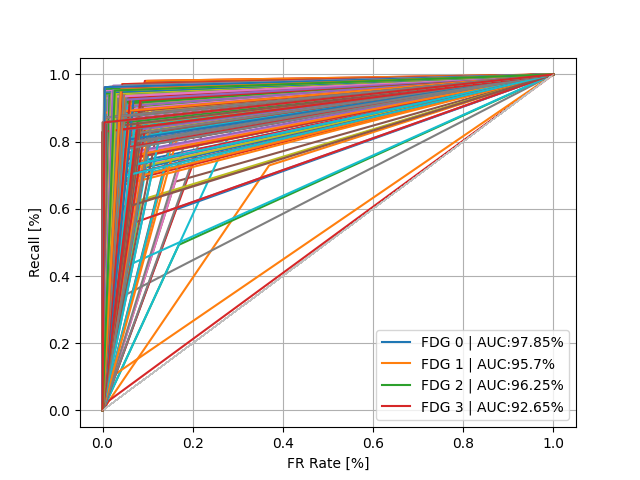 1.0
0.8
0.6
0.4
0.2
0.0
Recall [%]
0.0 0.2 0.4 0.6 0.8 1.0
FR Rate [%]
FDG 0 | AUC:97.85%
FDG 1 | AUC:95.7%
FDG 2 | AUC:96.25%
FDG 3 | AUC:92.65%